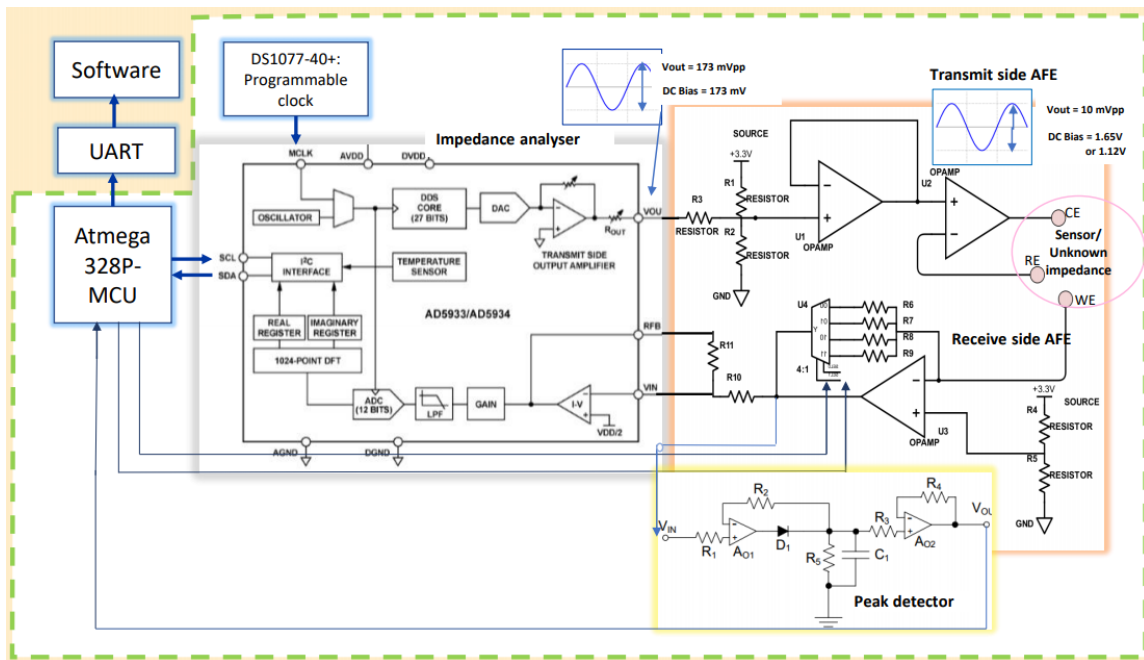 Software
UART
Atmega
328P-
MCU
DS1077-40+:
Programmable
clock
Vout = 173 mVpp
DC Bias = 173 mV
Transmit side AFE
Vout = 10 mVpp
DC Bias = 1.65V
or 1.12V
Impedance analyser
MCLK
AVDD
DVDD
OSCILLATOR
DDS
CORE
(27 BITS)
DAC
ROUT
VOU
TRANSMIT SIDE
OUTPUT AMPLIFIER
SCL
SDA
I2C
INTERFACE
TEMPERATURE
SENSOR
REAL
REGISTER
IMAGINARY
REGISTER
1024-POINT DFT
AD5933/AD5934
RFB
VIN
ADC
(12 BITS)
LPF
GAIN
I-V
VDD/2
AGND
DGND
SOURCE
+3.3V
R1
RESISTOR
R3
RESISTOR
R2
RESISTOR
GND
U1
OPAMP
U2
OPAMP
CE
Sensor/
Unknown
impedance
RE
WE
Receive side AFE
U4
Y
4:1
R6
R7
R8
R9
R11
R10
U3
OPAMP
+3.3V
SOURCE
R4
RESISTOR
R5
RESISTOR
GND
VIN
R1
R2
AO1
D1
R5
C1
R3
R4
AO2
VOU
Peak detector